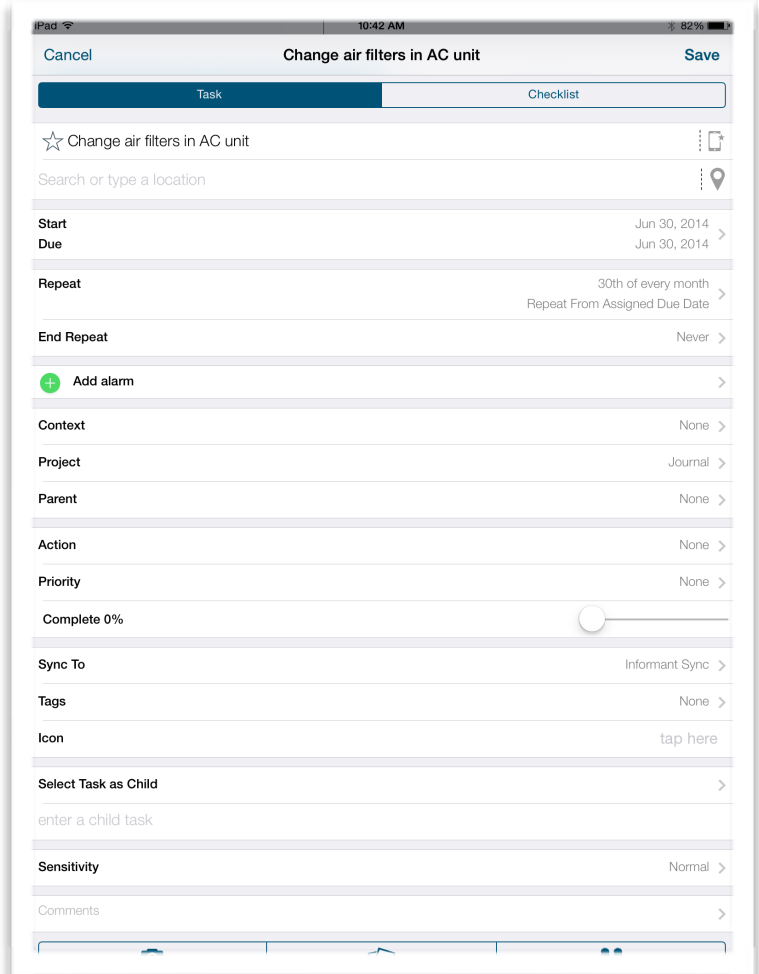 iPad 10:42 AM 82%
Cancel Change air filters in AC unit Save
Task Checklist
Change air filters in AC unit
Search or type a location
Start Jun 30, 2014
Due Jun 30, 2014
Repeat 30th of every month
Repeat From Assigned Due Date
End Repeat Never
Add alarm
Context None
Project Journal
Parent None
Action None
Priority None
Complete 0%
Sync To Informant Sync
Tags None
Icon tap here
Select Task as Child
enter a child task
Sensitivity Normal
Comments